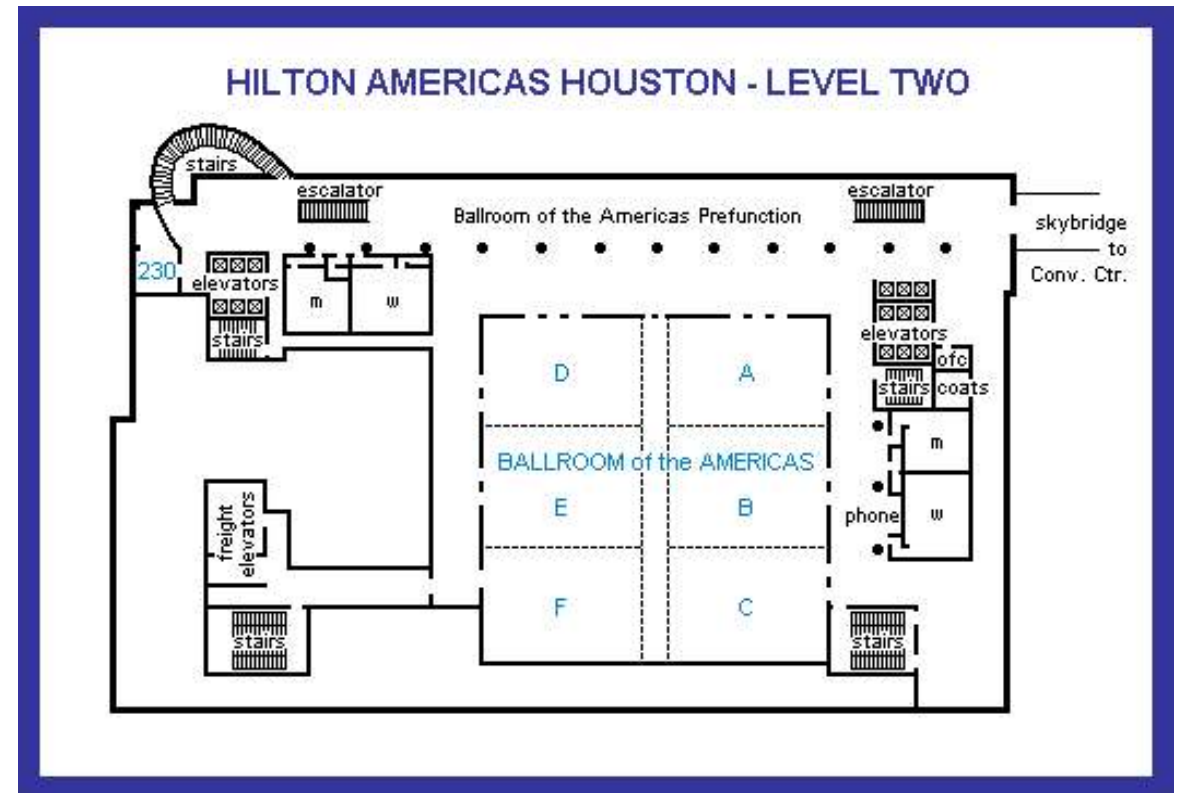 HILTON AMERICAS HOUSTON - LEVEL TWO
stairs
escalator
escalator
Ballroom of the Americas Prefunction
skybridge
to
Conv. Ctr.
230
elevators
m
w
stairs
elevators
ofc
stairs
coats
D
A
m
BALLROOM of the AMERICAS
E
B
phone
w
freight
elevators
F
C
stairs
stairs